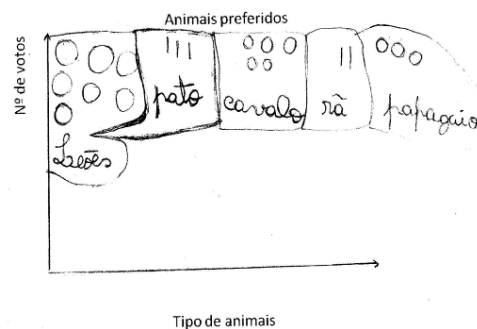 Animais preferidos
Nº de votos
pato
cavalo
rã
papagaio
Leões
Tipo de animais